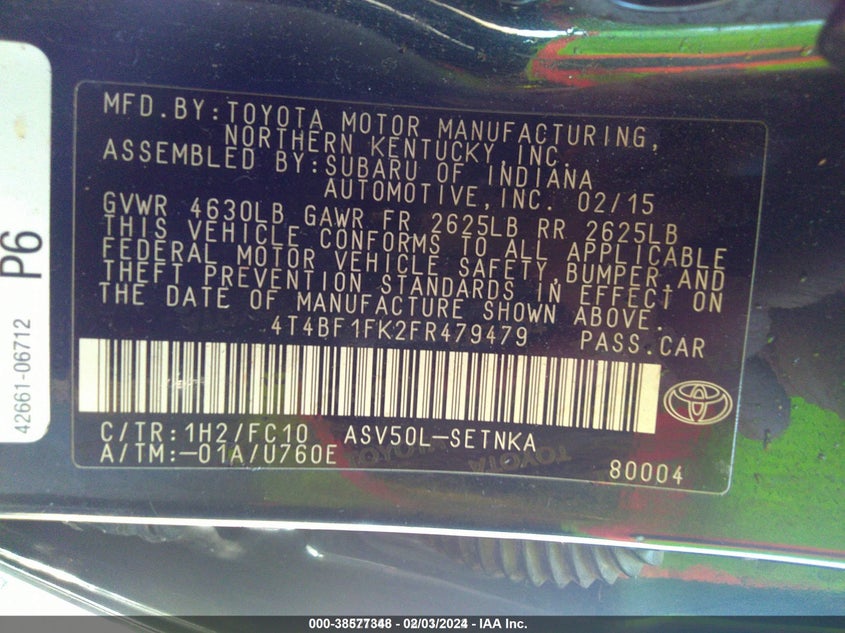 MFD.BY:TOYOTA MOTOR MANUFACTURING,
NORTHERN KENTUCKY,INC.
ASSEMBLED BY:SUBARU OF INDIANA
AUTOMOTIVE,INC. 02/15
GVWR 4630LB GAWR FR 2625LB RR 2625LB
THIS VEHICLE CONFORMS TO ALL APPLICABLE
FEDERAL MOTOR VEHICLE SAFETY,BUMPER,AND
THEFT PREVENTION STANDARDS IN EFFECT ON
THE DATE OF MANUFACTURE SHOWN ABOVE.
4T4BF1FK2FR479479 PASS.CAR
C/TR:1H2/FC10 ASV50L-SETNKA
A/TM:-01A/U760E
TOYOTA
80004
P6
42661-06712
000-38577348 - 02/03/2024 - IAA Inc.